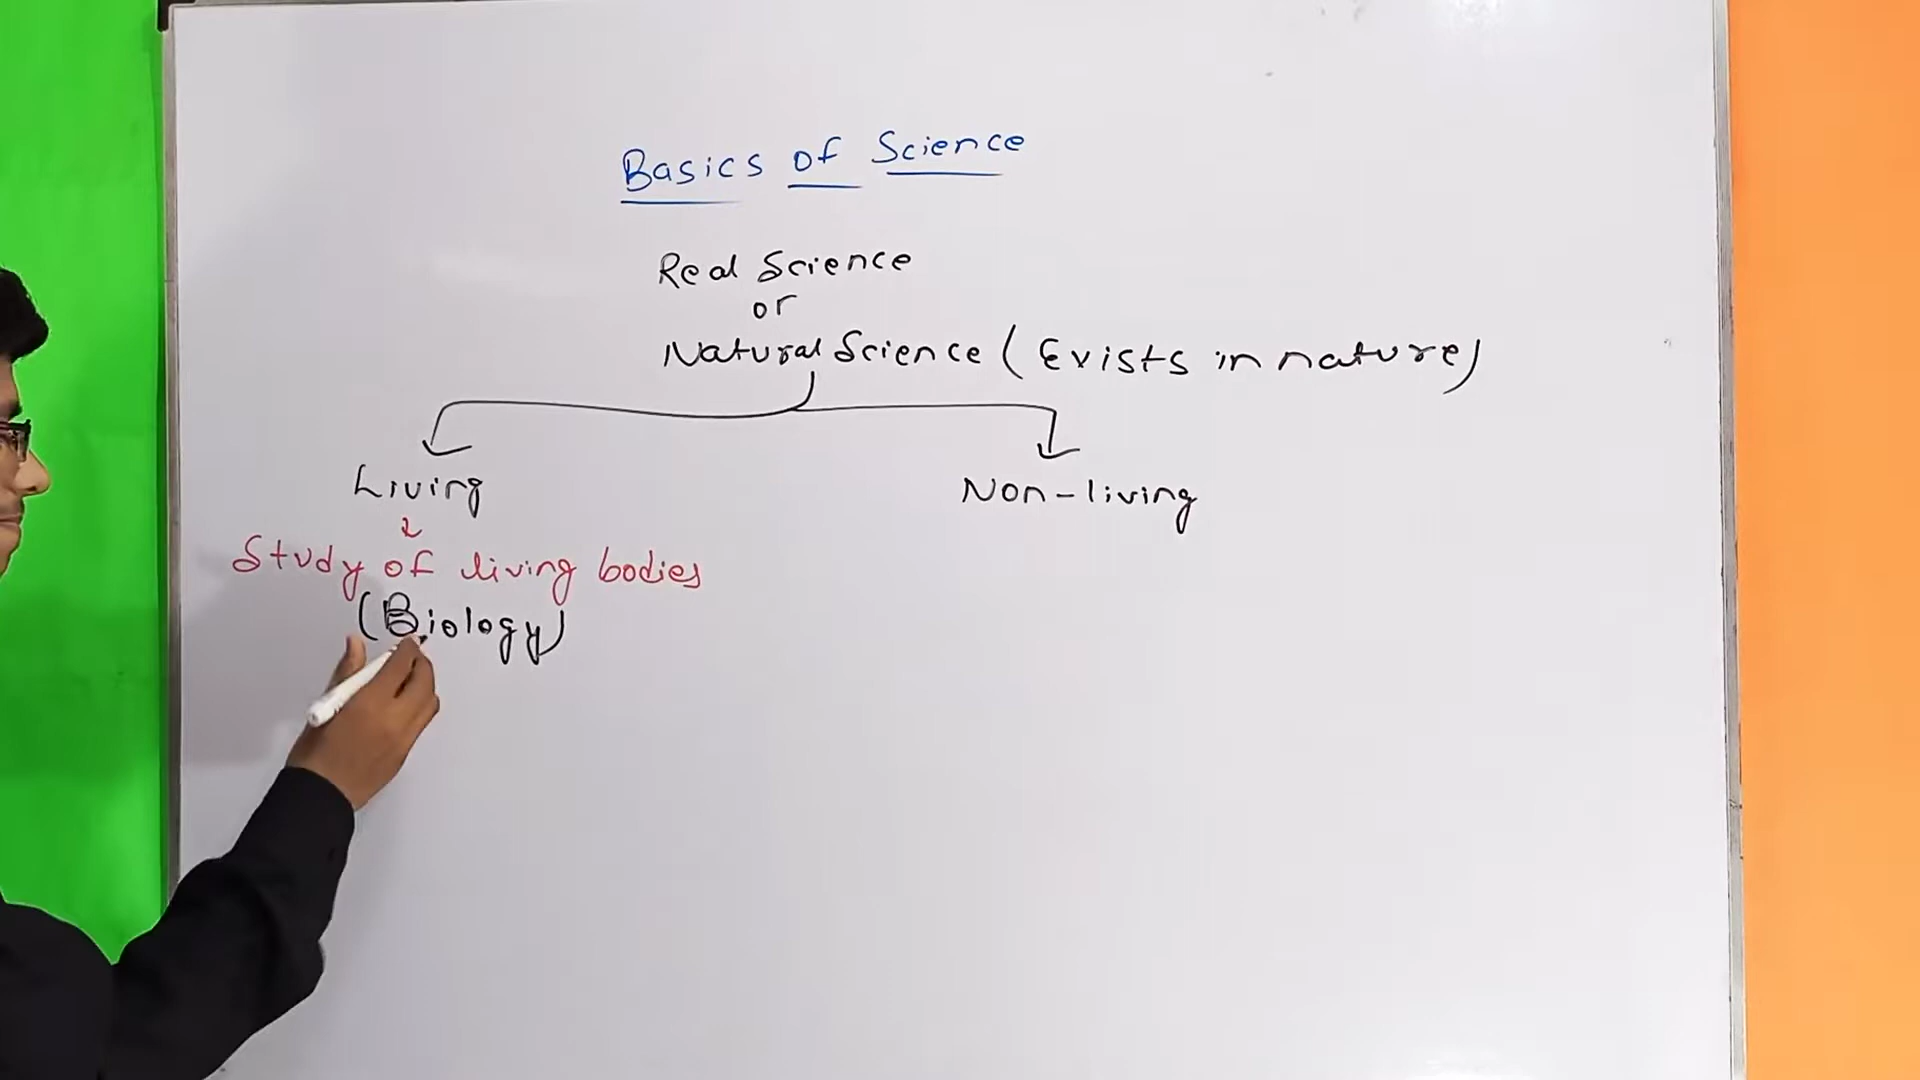 Basics of Science
Real Science
or
Natural Science (Exists in nature)
Living
Non-living
Study of living bodies
(Biology)